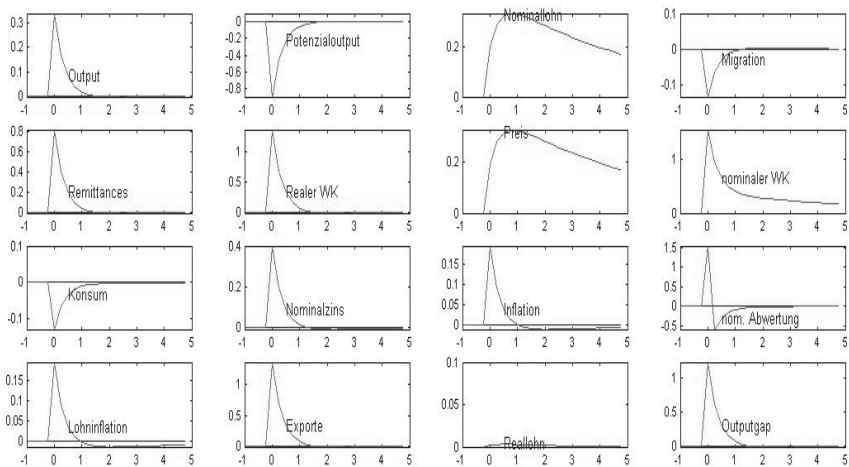 0.3 0 Nominallohn 0.1
0.2 -0.2 Potenzialoutput 0.2 0
-0.4 Migration
0.1 Output -0.6
0 -0.8 0 -0.1
-1 0 1 2 3 4 5 -1 0 1 2 3 4 5 -1 0 1 2 3 4 5 -1 0 1 2 3 4 5
0.8 Preis
0.6 1 0.2 1
0.4 nominaler WK
0.2 Remittances 0.5 Realer WK
0 0 0 0
-1 0 1 2 3 4 5 -1 0 1 2 3 4 5 -1 0 1 2 3 4 5 -1 0 1 2 3 4 5
0.1 0.4 0.15 1.5
0.1 1.0
0 0.2 0.05 0.5
Konsum Nominalzins Inflation 0
-0.1 0 0 -0.5 nom. Abwertung
-1 0 1 2 3 4 5 -1 0 1 2 3 4 5 -1 0 1 2 3 4 5 -1 0 1 2 3 4 5
0.15 1 0.1 1
0.1 0.05
0.05 Lohninflation 0.5 Exporte 0.5 Outputgap
0 0 0 Reallohn 0
-1 0 1 2 3 4 5 -1 0 1 2 3 4 5 -1 0 1 2 3 4 5 -1 0 1 2 3 4 5